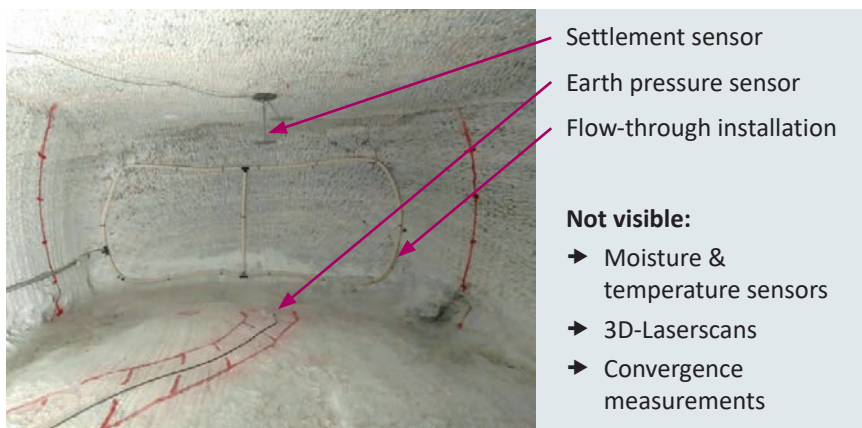 Settlement sensor
Earth pressure sensor
Flow-through installation
Not visible:
➔ Moisture &
temperature sensors
➔ 3D-Laserscans
➔ Convergence
measurements